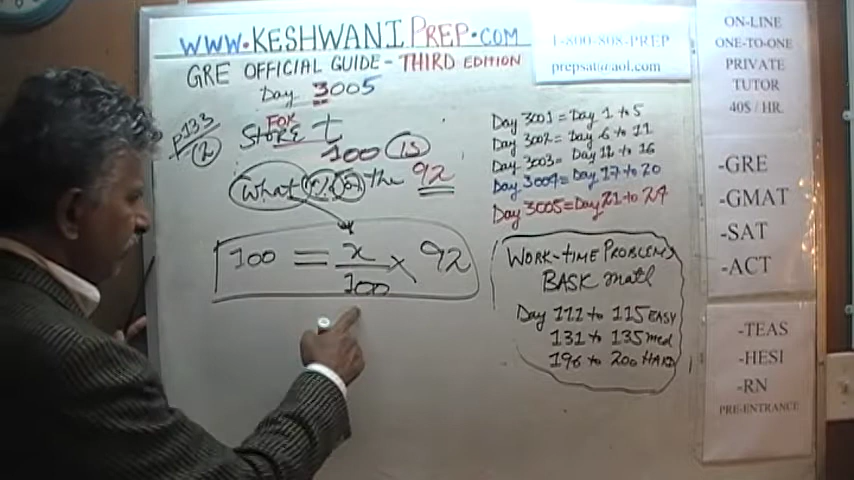 WWW.KESHWANIPREP.COM
GRE OFFICIAL GUIDE - THIRD EDITION
Day 3005
P133
2
FOR
STORE t
100 is
What % of the 92
100 = x/100 × 92
1-800-808-PREP
prepsat@aol.com
Day 3001 = Day 1 to 5
Day 3002 = Day 6 to 11
Day 3003 = Day 12 to 16
Day 3004 = Day 17 to 20
Day 3005 = Day 21 to 24
WORK-TIME PROBLEMS
BASK math
Day 111 to 115 EASY
131 to 135 med
196 to 200 HARD
ON-LINE
ONE-TO-ONE
PRIVATE
TUTOR
40$ / HR.
-GRE
-GMAT
-SAT
-ACT
-TEAS
-HESI
-RN
PRE-ENTRANCE